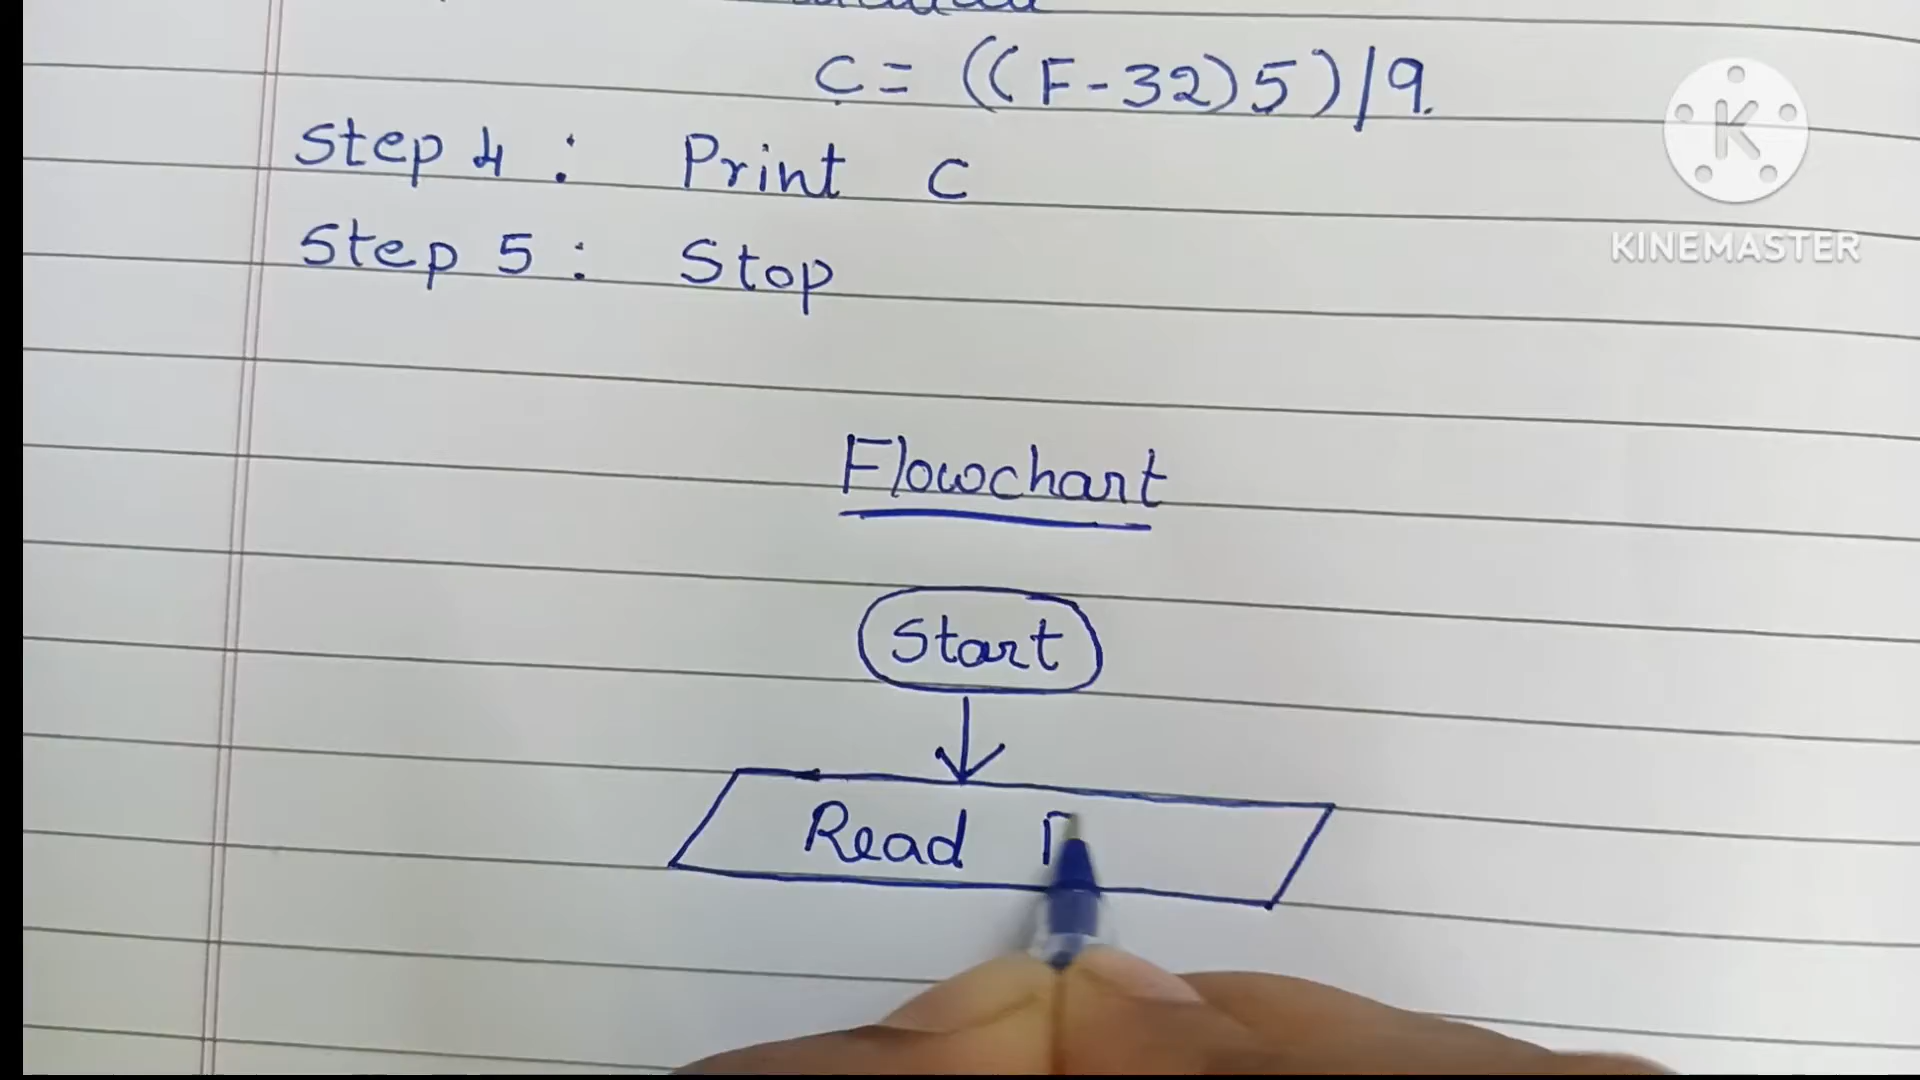 C = ((F-32)5)/9.
Step 4 : Print C
Step 5 : Stop
Flowchart
Start
Read
K
KINEMASTER